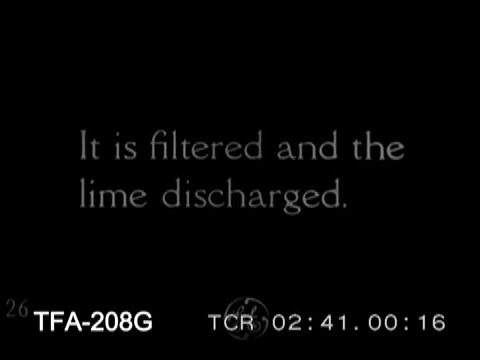 It is filtered and the
lime discharged.
26
TFA-208G
TCR 02:41.00:16